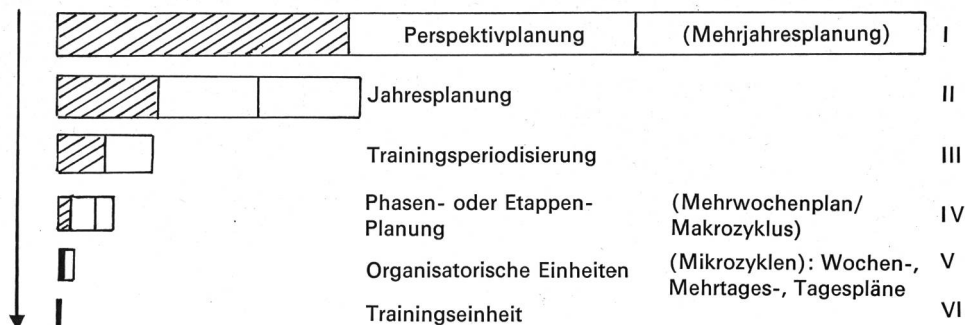 Perspektivplanung (Mehrjahresplanung) I
Jahresplanung II
Trainingsperiodisierung III
Phasen- oder Etappen- (Mehrwochenplan/
Planung Makrozyklus) IV
Organisatorische Einheiten (Mikrozyklen): Wochen-, V
Mehrtages-, Tagespläne
Trainingseinheit VI